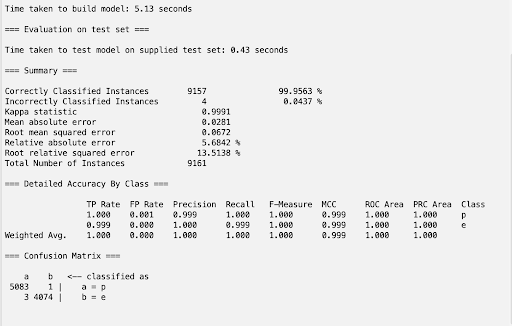 Time taken to build model: 5.13 seconds
=== Evaluation on test set ===
Time taken to test model on supplied test set: 0.43 seconds
=== Summary ===
Correctly Classified Instances 9157 99.9563 %
Incorrectly Classified Instances 4 0.0437 %
Kappa statistic 0.9991
Mean absolute error 0.0281
Root mean squared error 0.0672
Relative absolute error 5.6842 %
Root relative squared error 13.5138 %
Total Number of Instances 9161
=== Detailed Accuracy By Class ===
TP Rate FP Rate Precision Recall F-Measure MCC ROC Area PRC Area Class
1.000 0.001 0.999 1.000 1.000 0.999 1.000 1.000 p
0.999 0.000 1.000 0.999 1.000 0.999 1.000 1.000 e
Weighted Avg. 1.000 0.000 1.000 1.000 1.000 0.999 1.000 1.000
=== Confusion Matrix ===
a b <-- classified as
5083 1 | a = p
3 4074 | b = e